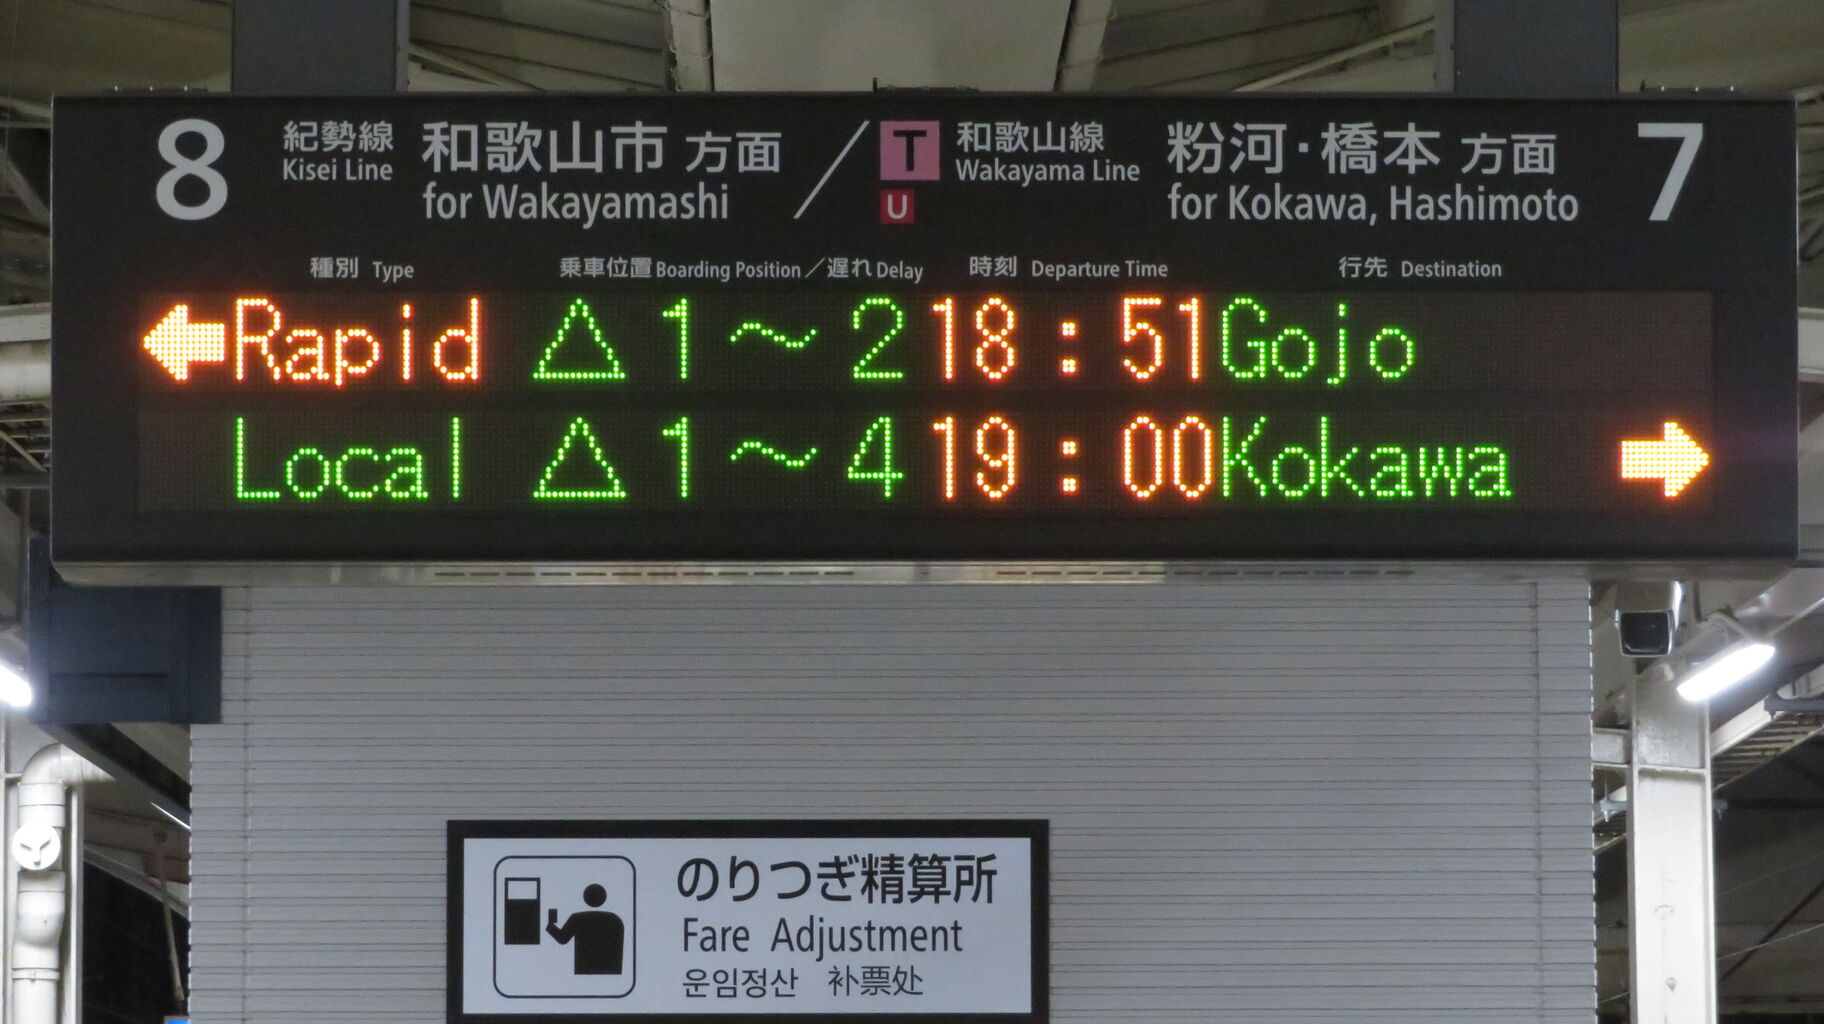 8 紀勢線 和歌山市 方面 / T 和歌山線 粉河・橋本 方面 7
Kisei Line for Wakayamashi U Wakayama Line for Kokawa, Hashimoto
種別 Type 乗車位置 Boarding Position / 遅れ Delay 時刻 Departure Time 行先 Destination
←Rapid △1～2 18:51 Gojo
Local △1～4 19:00 Kokawa →
のりつぎ精算所
Fare Adjustment
운임정산 补票处